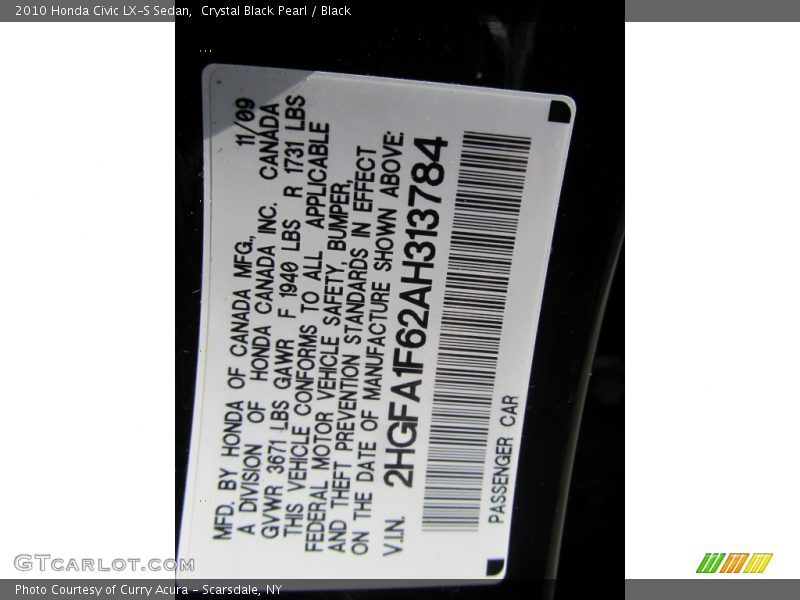 2010 Honda Civic LX-S Sedan,  Crystal Black Pearl / Black
MFD. BY HONDA OF CANADA MFG., 11/09
A DIVISION OF HONDA CANADA INC. CANADA
GVWR 3671 LBS GAWR F 1940 LBS R 1731 LBS
THIS VEHICLE CONFORMS TO ALL APPLICABLE
FEDERAL MOTOR VEHICLE SAFETY, BUMPER,
AND THEFT PREVENTION STANDARDS IN EFFECT
ON THE DATE OF MANUFACTURE SHOWN ABOVE:
V.I.N. 2HGFA1F62AH313784
PASSENGER CAR
GTCarLot.com
Photo Courtesy of Curry Acura - Scarsdale, NY